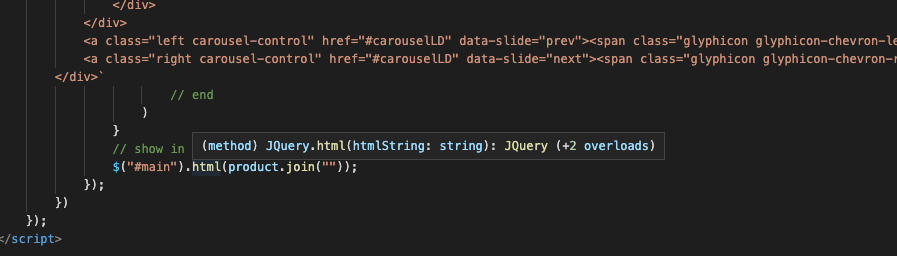 </div>
</div>
<a class="left carousel-control" href="#carouselLD" data-slide="prev"><span class="glyphicon glyphicon-chevron-le
<a class="right carousel-control" href="#carouselLD" data-slide="next"><span class="glyphicon glyphicon-chevron-r
</div>`
// end
)
}
// show in
(method) JQuery.html(htmlString: string): JQuery (+2 overloads)
$("#main").html(product.join(""));
});
})
});
</script>